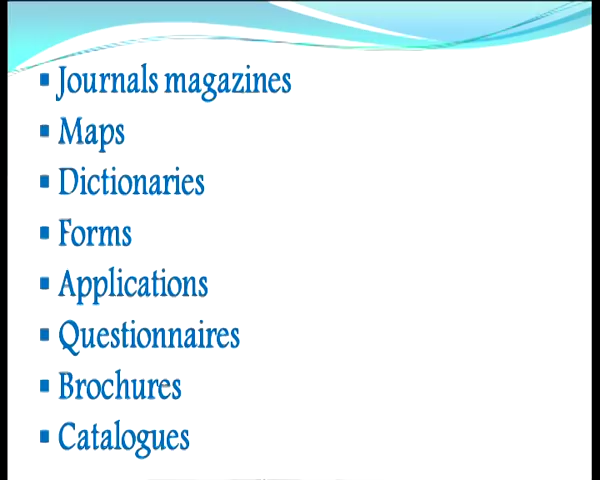 ▪ Journals magazines
▪ Maps
▪ Dictionaries
▪ Forms
▪ Applications
▪ Questionnaires
▪ Brochures
▪ Catalogues